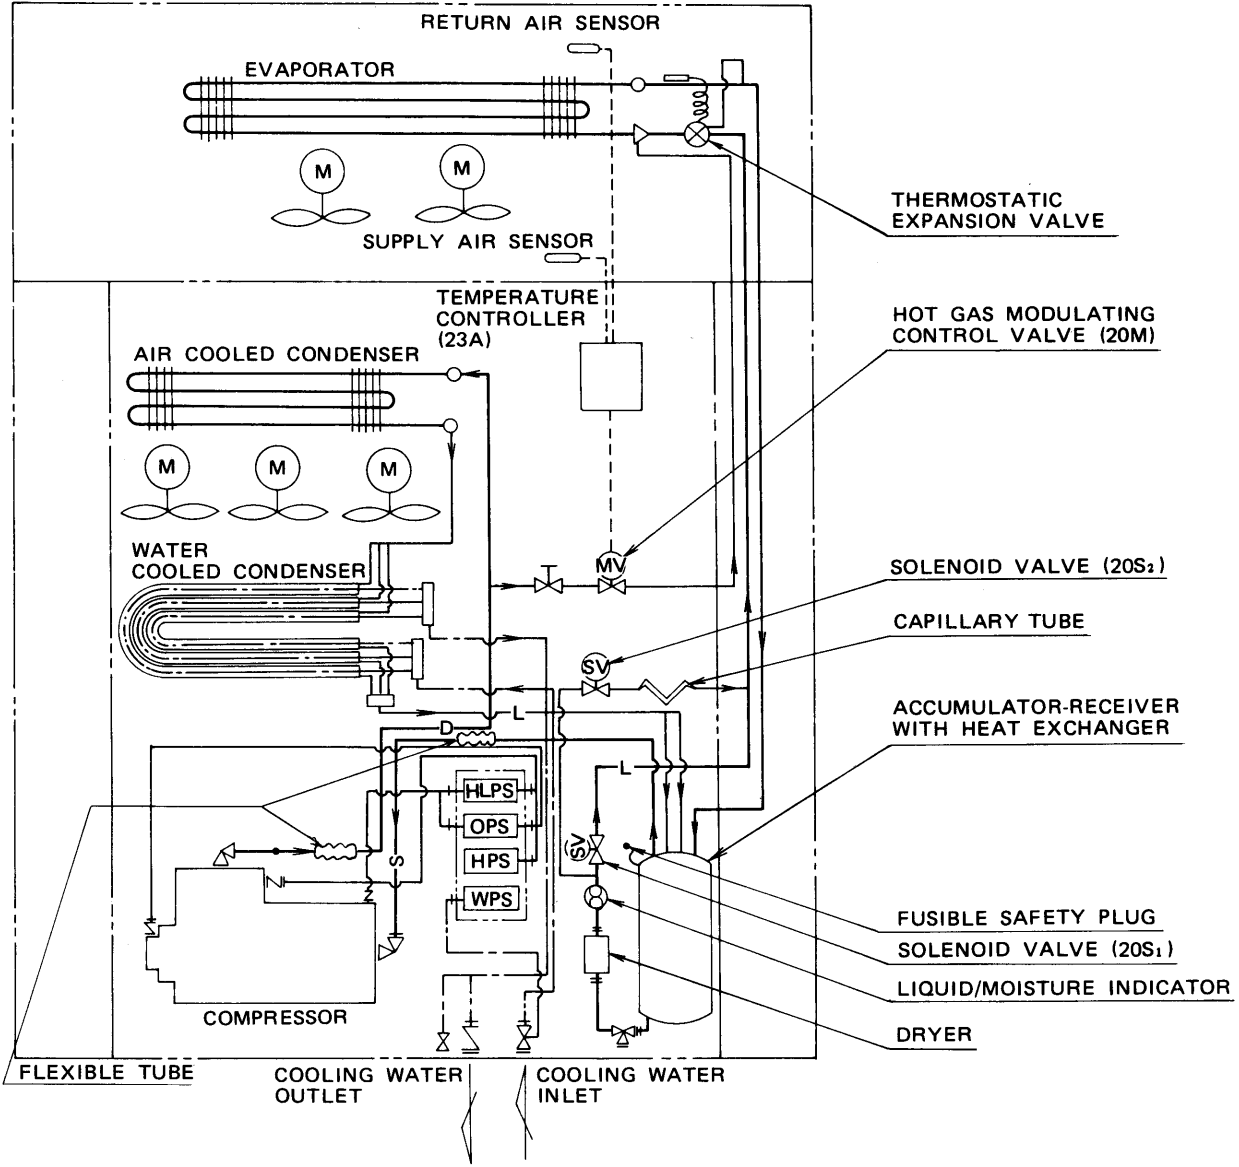 RETURN AIR SENSOR
EVAPORATOR
M
M
SUPPLY AIR SENSOR
THERMOSTATIC
EXPANSION VALVE
TEMPERATURE
CONTROLLER
(23A)
HOT GAS MODULATING
CONTROL VALVE (20M)
AIR COOLED CONDENSER
M
M
M
WATER
COOLED CONDENSER
MV
SOLENOID VALVE (20S₂)
CAPILLARY TUBE
SV
ACCUMULATOR-RECEIVER
WITH HEAT EXCHANGER
L
D
L
HLPS
OPS
HPS
WPS
S
SV
FUSIBLE SAFETY PLUG
SOLENOID VALVE (20S₁)
LIQUID/MOISTURE INDICATOR
DRYER
COMPRESSOR
FLEXIBLE TUBE
COOLING WATER
OUTLET
COOLING WATER
INLET